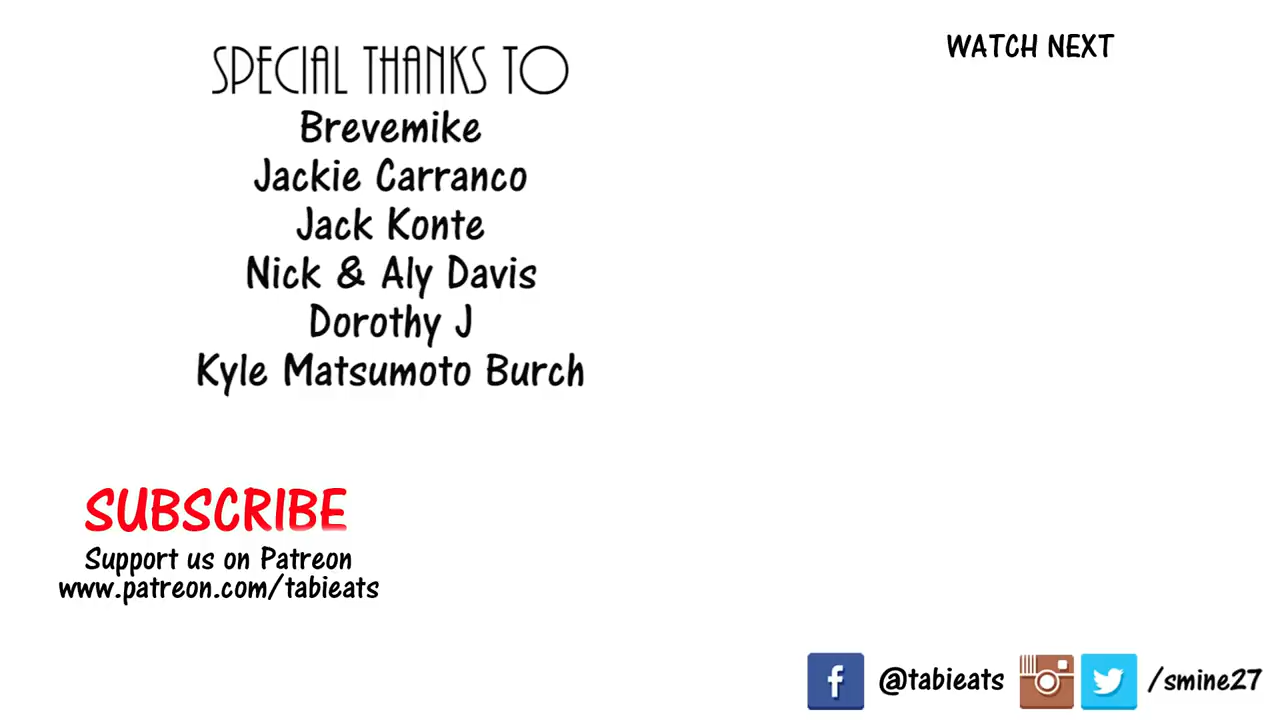 SPECIAL THANKS TO
Brevemike
Jackie Carranco
Jack Konte
Nick & Aly Davis
Dorothy J
Kyle Matsumoto Burch
WATCH NEXT
SUBSCRIBE
Support us on Patreon
www.patreon.com/tabieats
@tabieats
/smine27